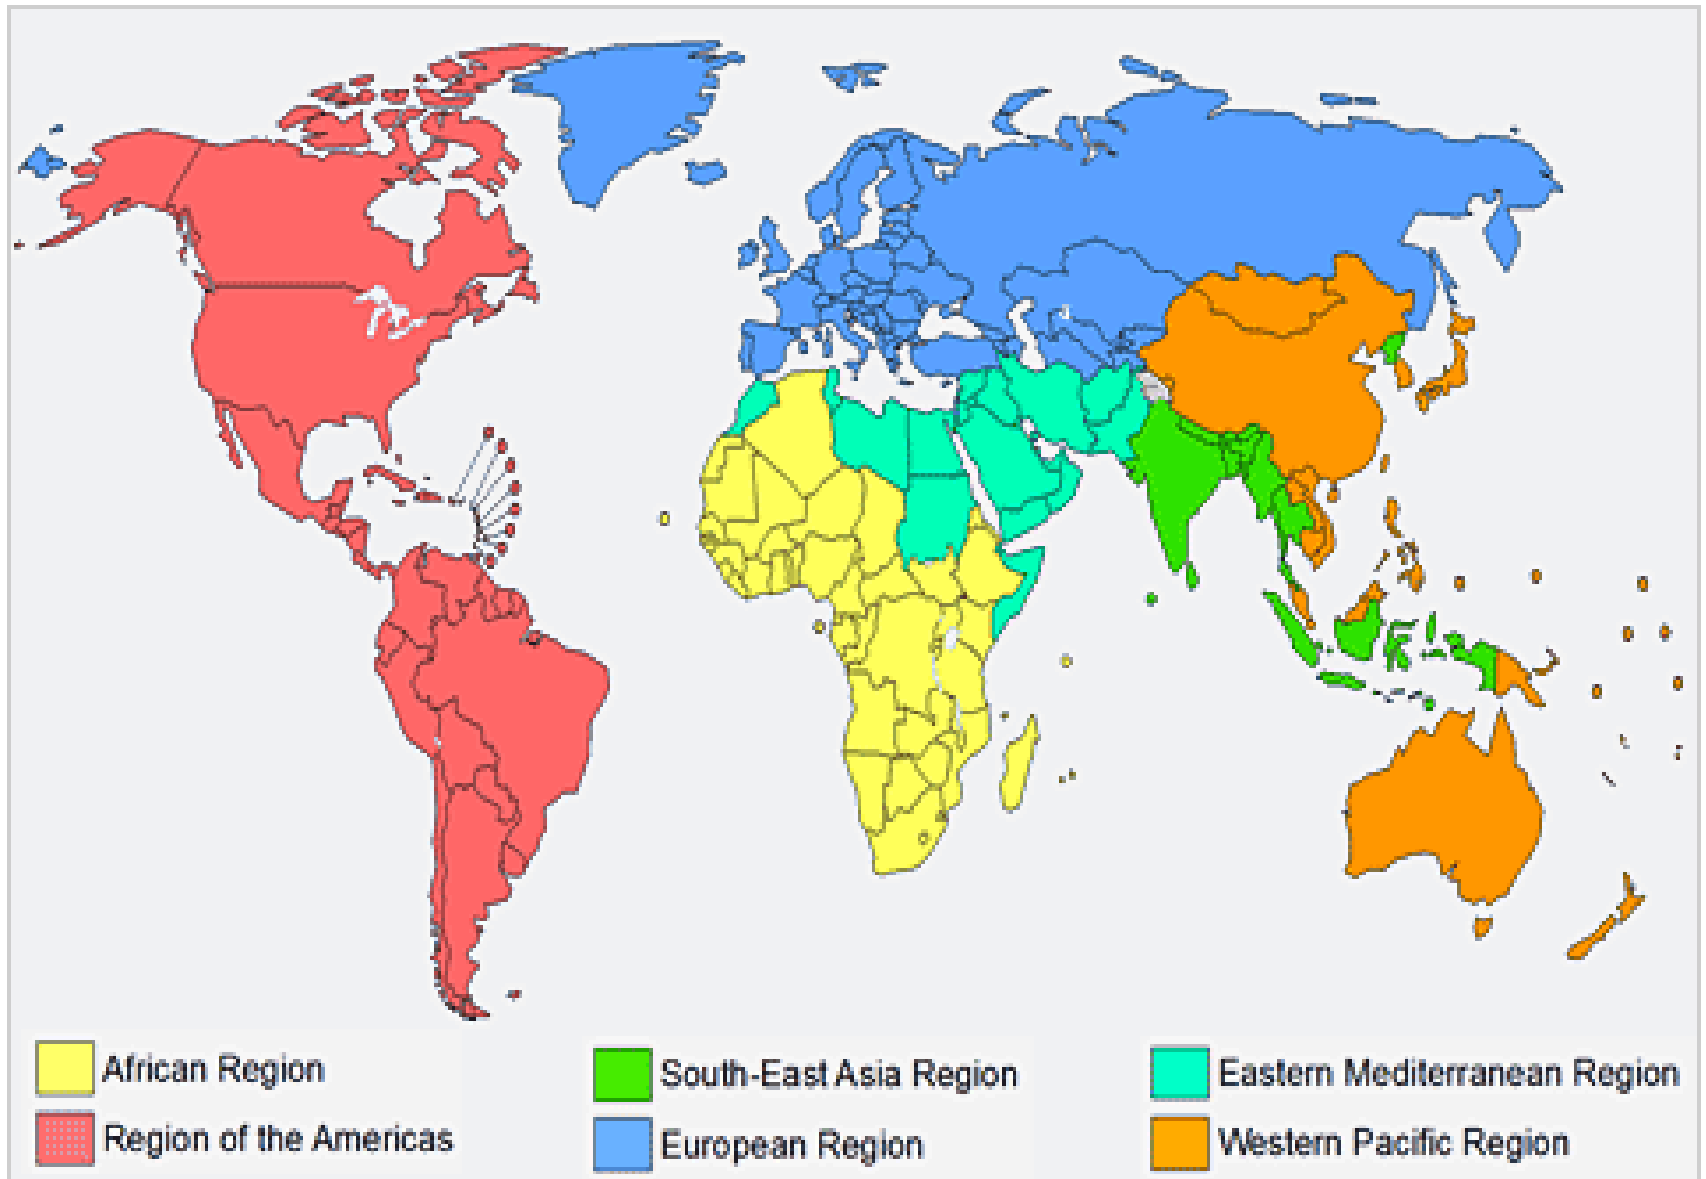 African Region
South-East Asia Region
Eastern Mediterranean Region
Region of the Americas
European Region
Western Pacific Region